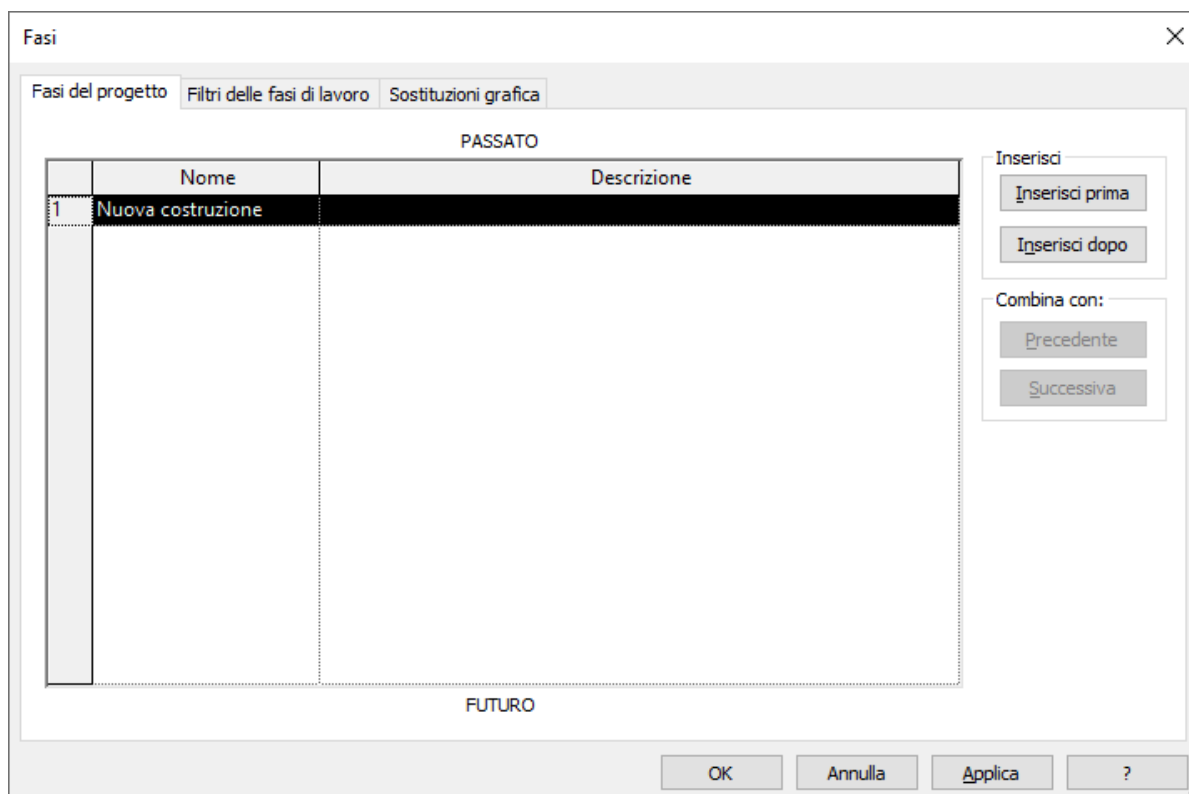 Fasi
Fasi del progetto Filtri delle fasi di lavoro Sostituzioni grafica
PASSATO
Nome Descrizione
1 Nuova costruzione
FUTURO
Inserisci
Inserisci prima
Inserisci dopo
Combina con:
Precedente
Successiva
OK Annulla Applica ?